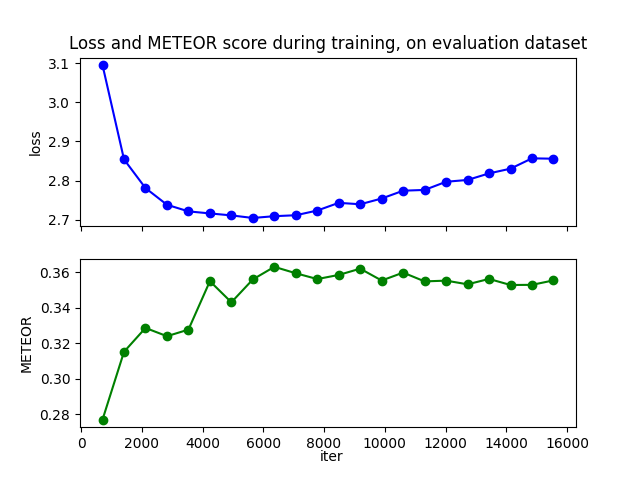 Loss and METEOR score during training, on evaluation dataset
3.1
3.0
2.9
2.8
2.7
loss
0.36
0.34
0.32
0.30
0.28
METEOR
0 2000 4000 6000 8000 10000 12000 14000 16000
iter